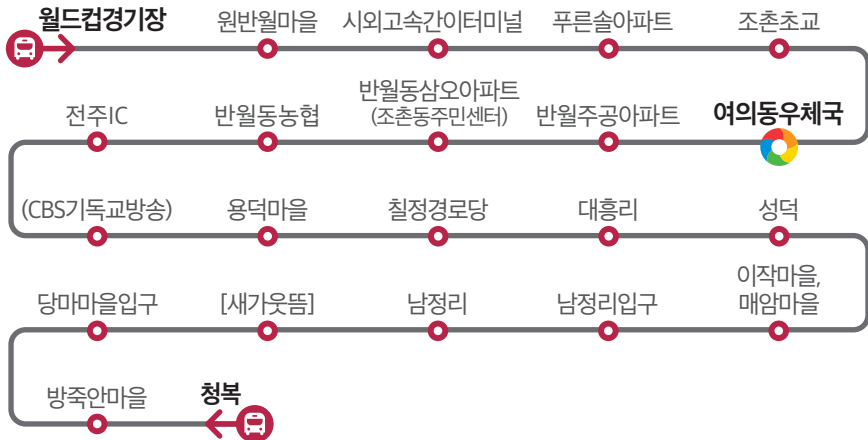 월드컵경기장
원반월마을
시외고속간이터미널
푸른솔아파트
조촌초교
전주IC
반월동농협
반월동삼오아파트
(조촌동주민센터)
반월주공아파트
여의동우체국
(CBS기독교방송)
용덕마을
칠정경로당
대흥리
성덕
당마마을입구
[새가웃뜸]
남정리
남정리입구
이작마을,
매암마을
방죽안마을
청복